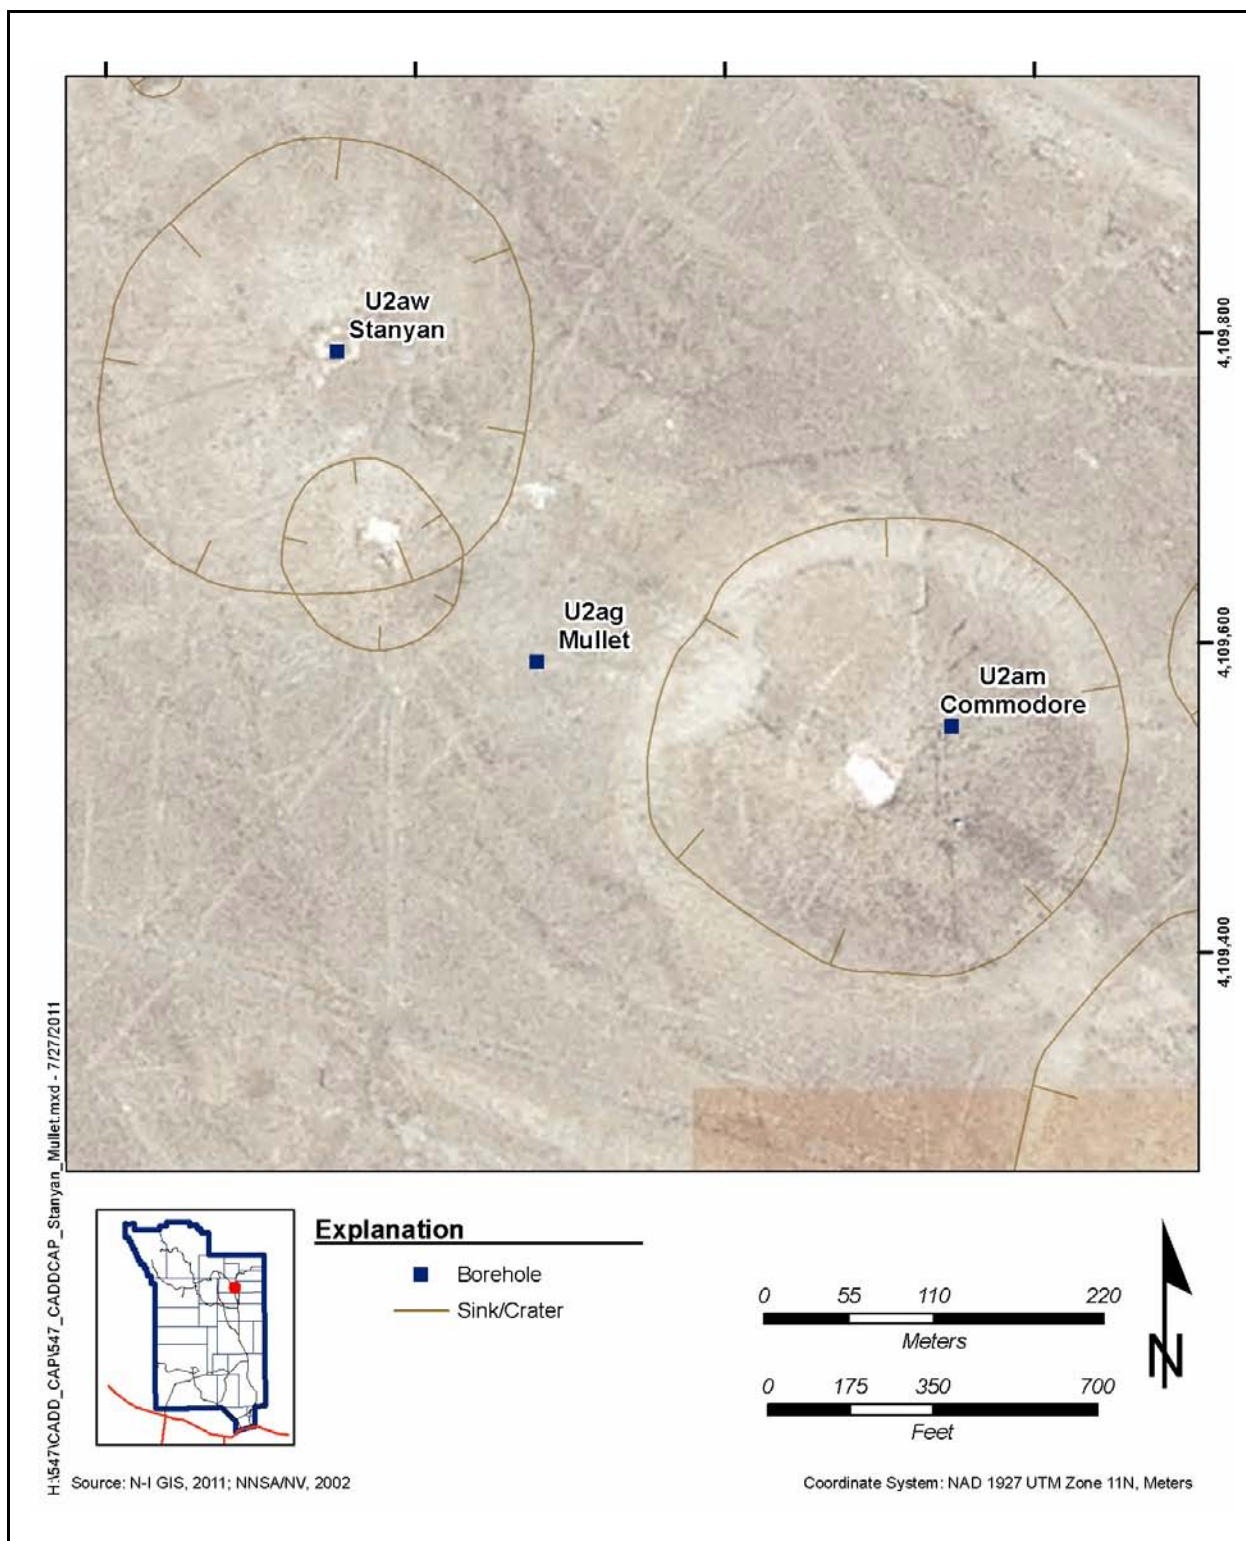 U2aw
Stanyan
4,109,800
U2ag
Mullet
4,109,600
U2am
Commodore
4,109,400
H:\547\CADD_CAP\547_CADDCAP_Stanyan_Mullet.mxd - 7/27/2011
Explanation
Borehole
Sink/Crater
0 55 110 220
Meters
0 175 350 700
Feet
N
Source: N-I GIS, 2011; NNSA/NV, 2002
Coordinate System: NAD 1927 UTM Zone 11N, Meters